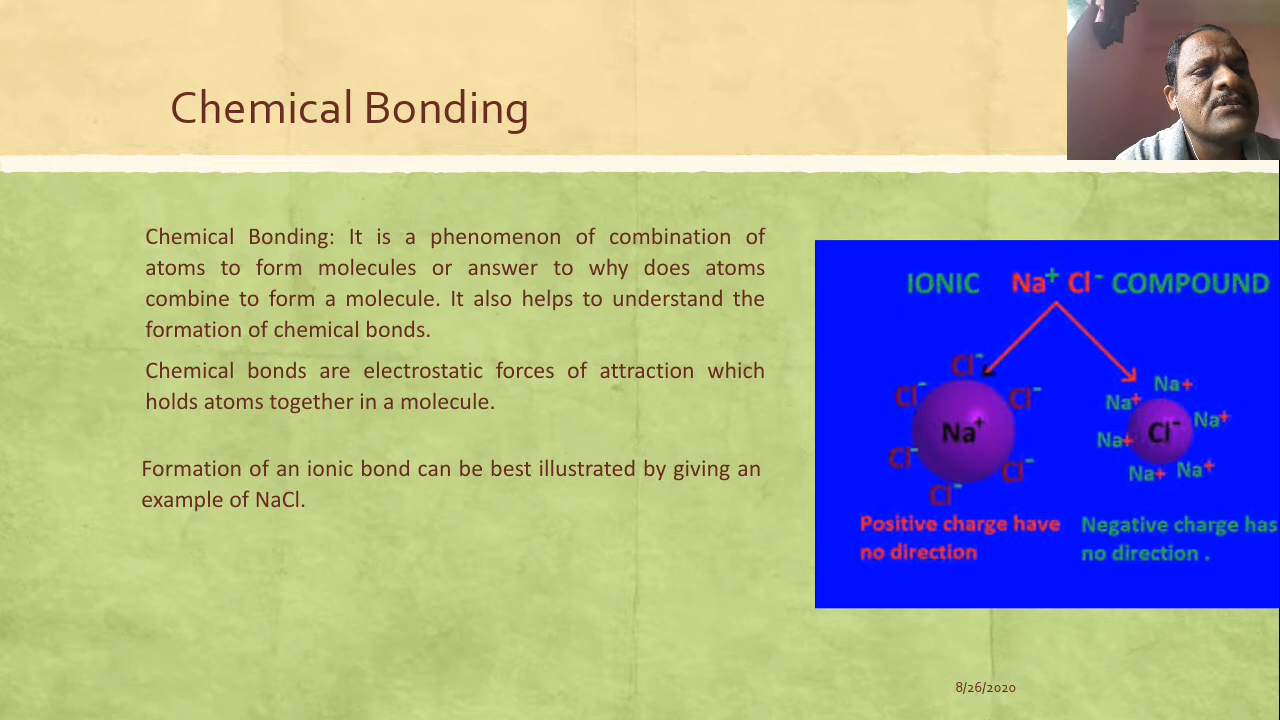 Chemical Bonding
Chemical Bonding: It is a phenomenon of combination of
atoms to form molecules or answer to why does atoms
combine to form a molecule. It also helps to understand the
formation of chemical bonds.
Chemical bonds are electrostatic forces of attraction which
holds atoms together in a molecule.
Formation of an ionic bond can be best illustrated by giving an
example of NaCl.
IONIC Na⁺ Cl⁻ COMPOUND
Cl⁻
Cl⁻
Cl⁻
Na⁺
Cl⁻
Cl⁻
Cl⁻
Positive charge have
no direction
Na⁺
Na⁺
Na⁺
Cl⁻
Na⁺
Na⁺
Na⁺
Negative charge has
no direction .
8/26/2020